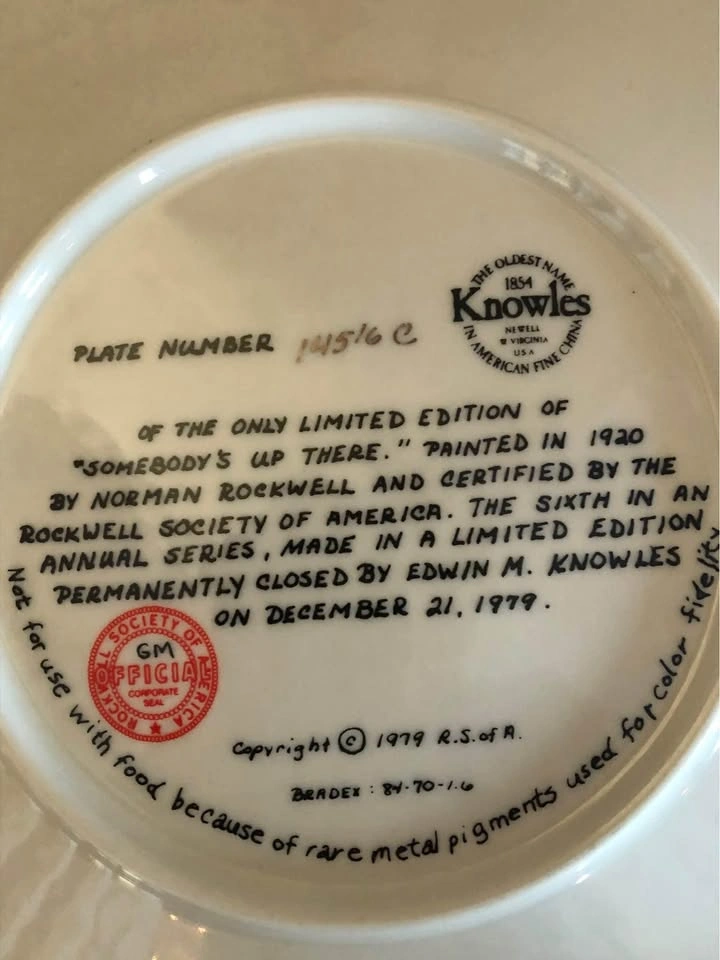 THE OLDEST NAME
1854
Knowles
NEWELL
W VIRGINIA
USA
IN AMERICAN FINE CHINA
PLATE NUMBER 14516 C
OF THE ONLY LIMITED EDITION OF
"SOMEBODY'S UP THERE." PAINTED IN 1920
BY NORMAN ROCKWELL AND CERTIFIED BY THE
ROCKWELL SOCIETY OF AMERICA. THE SIXTH IN AN
ANNUAL SERIES, MADE IN A LIMITED EDITION
PERMANENTLY CLOSED BY EDWIN M. KNOWLES
ON DECEMBER 21, 1979.
ROCKWELL SOCIETY OF AMERICA
GM
OFFICIAL
CORPORATE
SEAL
Copyright © 1979 R.S. of A.
BRADEX: 84-70-1.6
Not for use with food because of rare metal pigments used for color fidelity